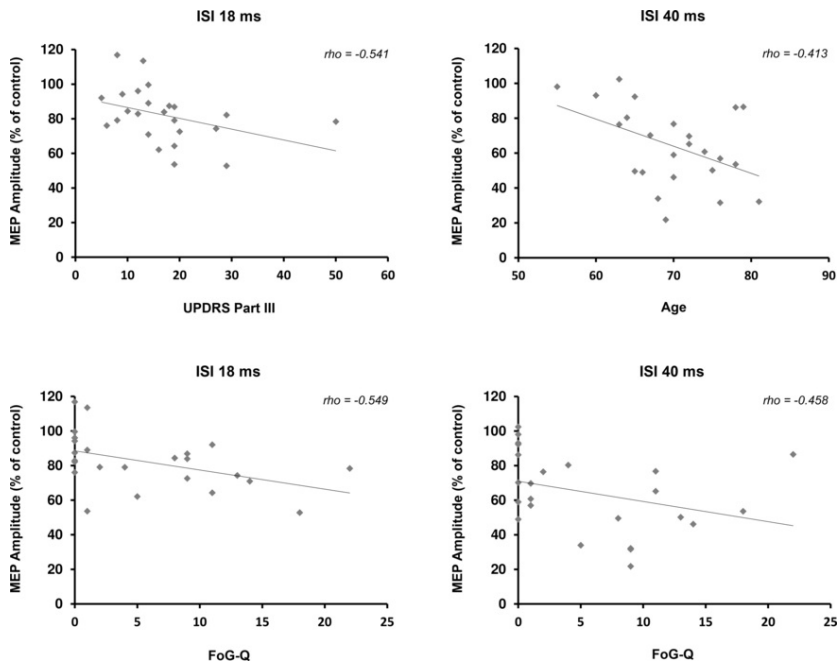 ISI 18 ms
rho = -0.541
MEP Amplitude (% of control)
120
100
80
60
40
20
0
0 10 20 30 40 50 60
UPDRS Part III
ISI 40 ms
rho = -0.413
MEP Amplitude (% of control)
120
100
80
60
40
20
0
50 60 70 80 90
Age
ISI 18 ms
rho = -0.549
MEP Amplitude (% of control)
120
100
80
60
40
20
0
0 5 10 15 20 25
FoG-Q
ISI 40 ms
rho = -0.458
MEP Amplitude (% of control)
120
100
80
60
40
20
0
0 5 10 15 20 25
FoG-Q